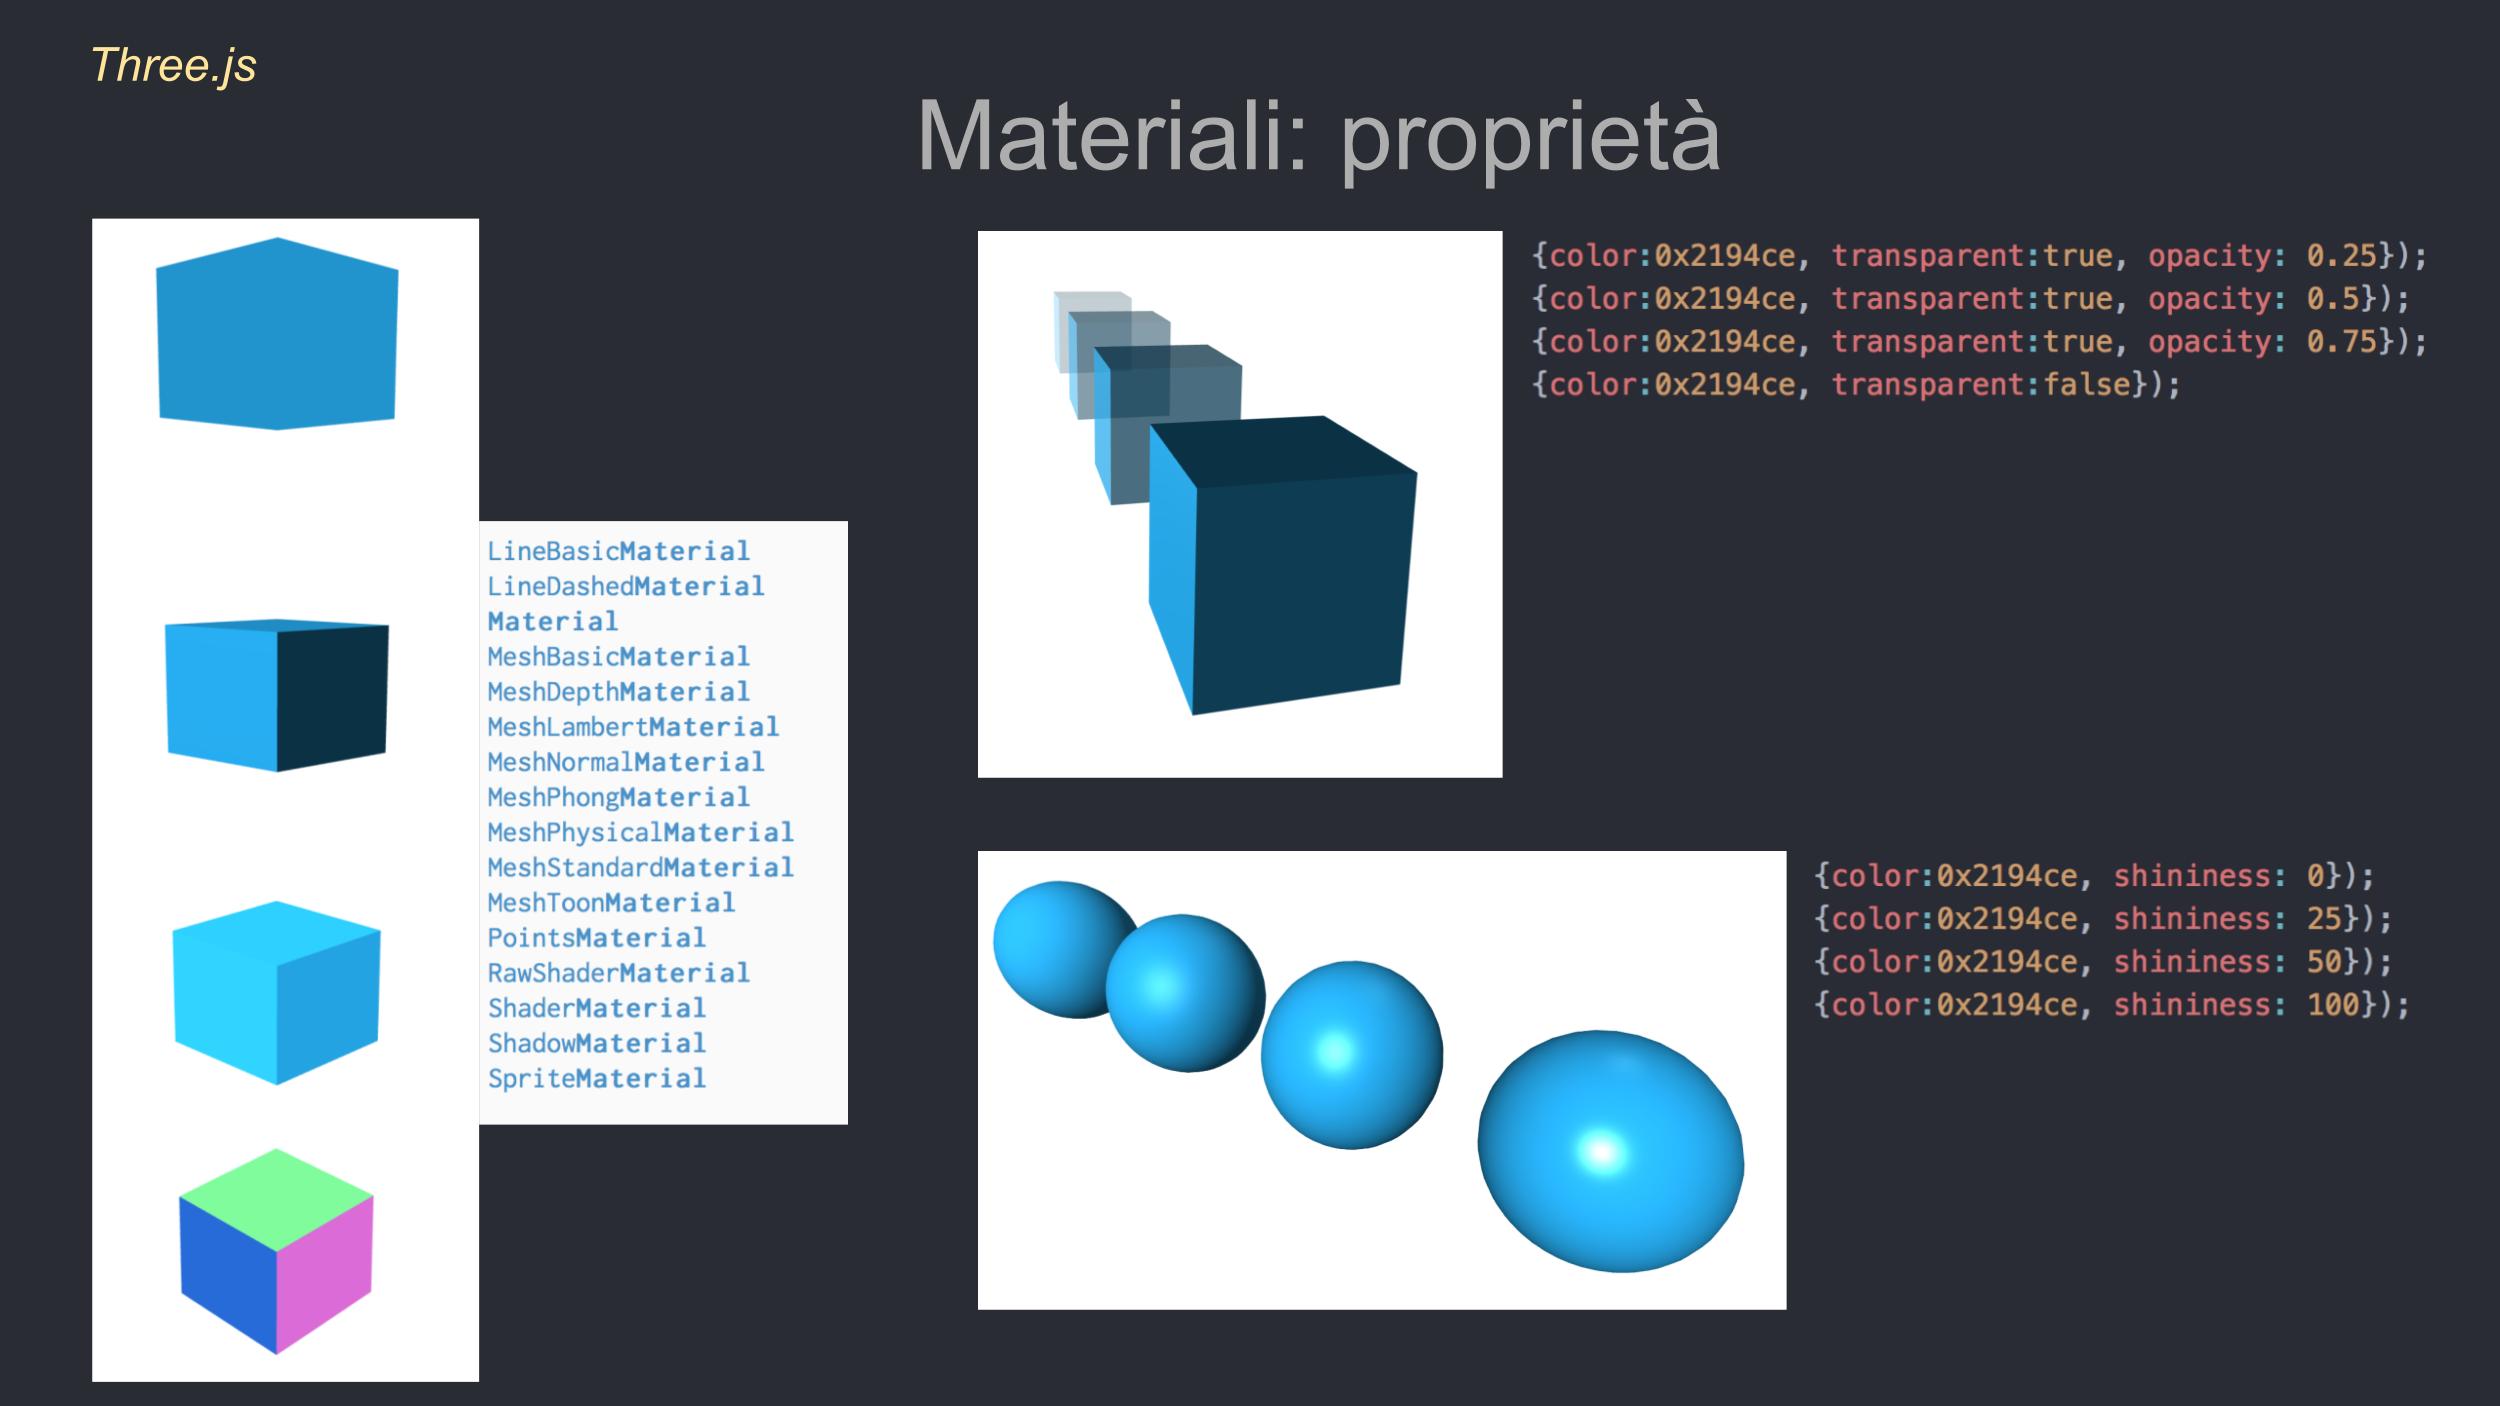 Three.js
Materiali: proprietà
LineBasicMaterial
LineDashedMaterial
Material
MeshBasicMaterial
MeshDepthMaterial
MeshLambertMaterial
MeshNormalMaterial
MeshPhongMaterial
MeshPhysicalMaterial
MeshStandardMaterial
MeshToonMaterial
PointsMaterial
RawShaderMaterial
ShaderMaterial
ShadowMaterial
SpriteMaterial
{color:0x2194ce, transparent:true, opacity: 0.25});
{color:0x2194ce, transparent:true, opacity: 0.5});
{color:0x2194ce, transparent:true, opacity: 0.75});
{color:0x2194ce, transparent:false});
{color:0x2194ce, shininess: 0});
{color:0x2194ce, shininess: 25});
{color:0x2194ce, shininess: 50});
{color:0x2194ce, shininess: 100});